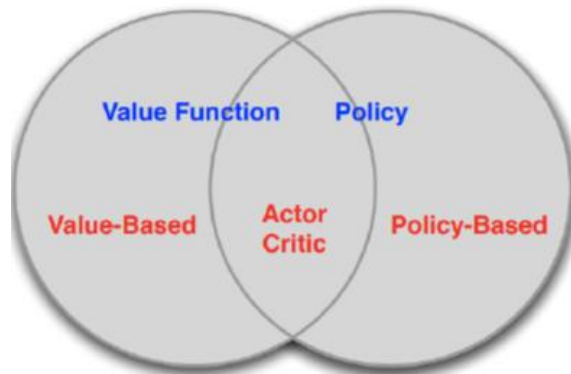 Value Function Policy
Value-Based
Actor
Critic
Policy-Based